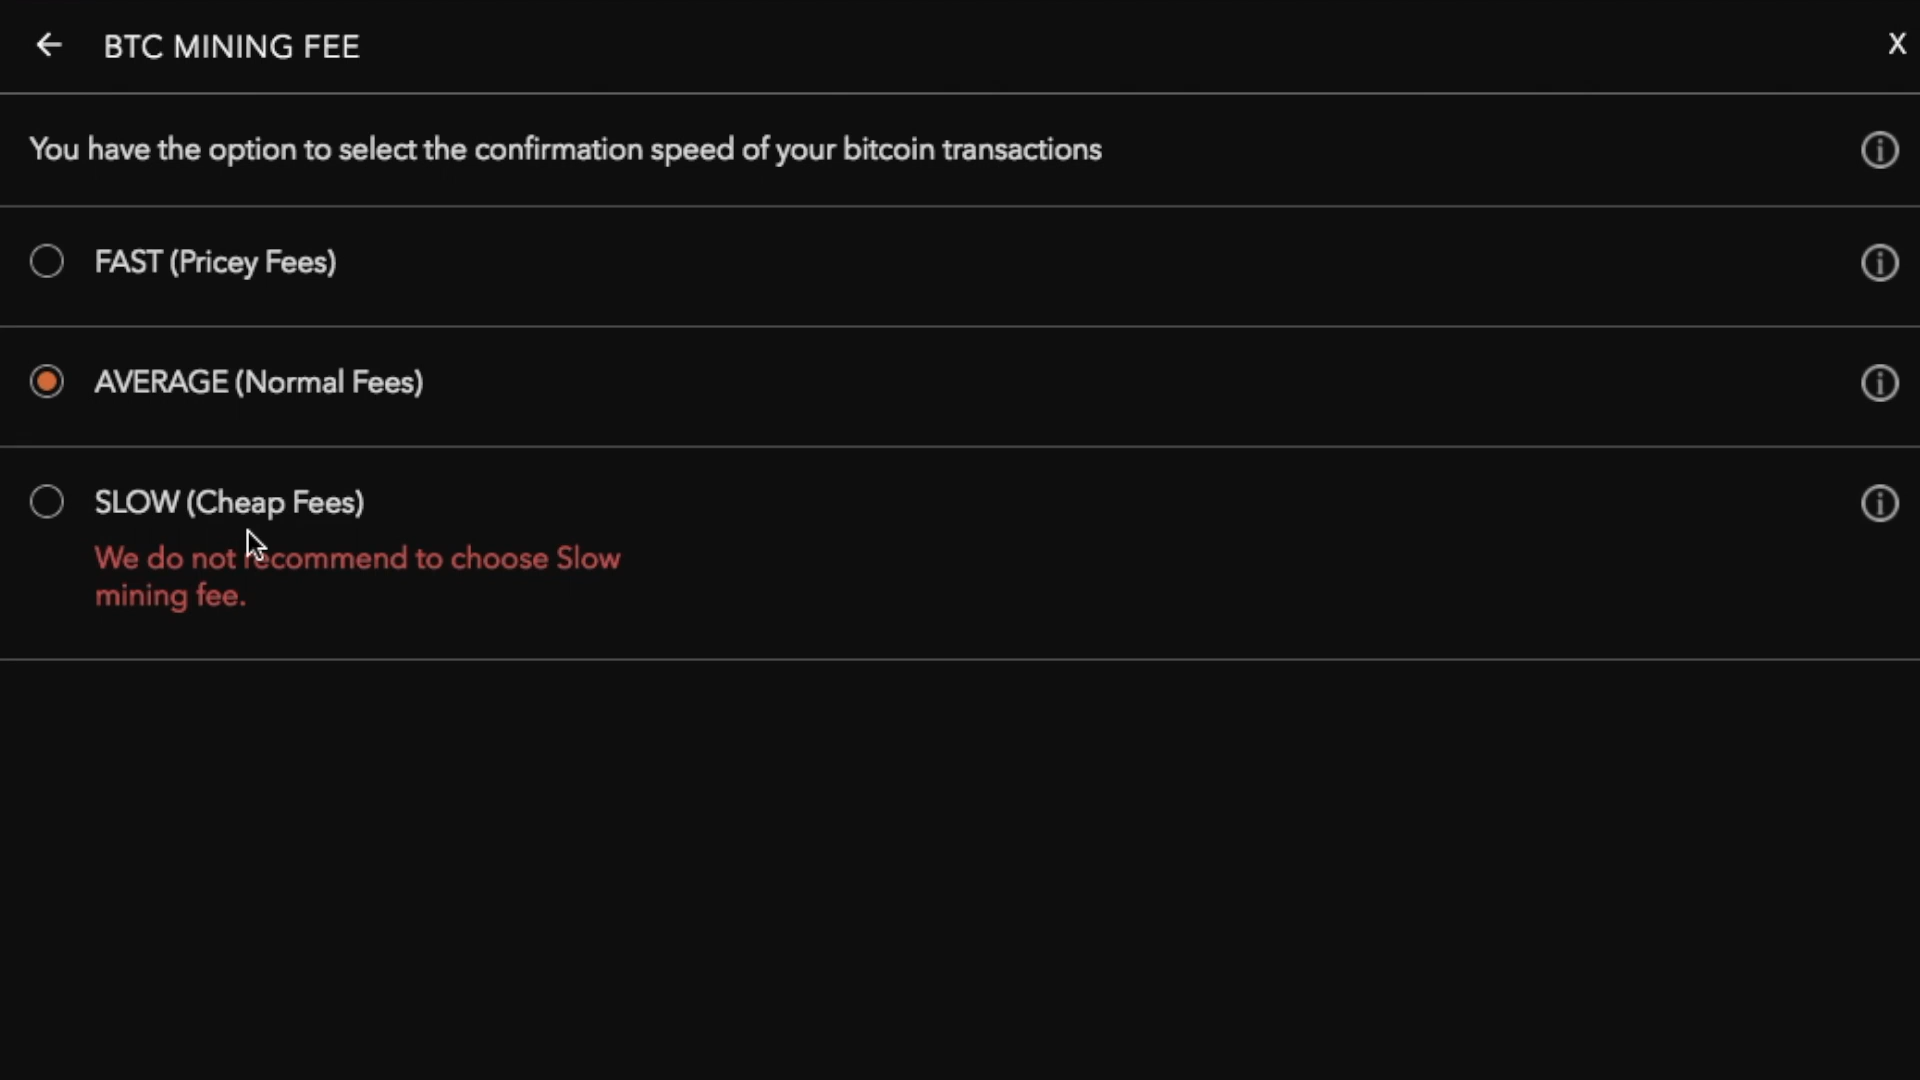 BTC MINING FEE
X
You have the option to select the confirmation speed of your bitcoin transactions
FAST (Pricey Fees)
AVERAGE (Normal Fees)
SLOW (Cheap Fees)
We do not recommend to choose Slow
mining fee.